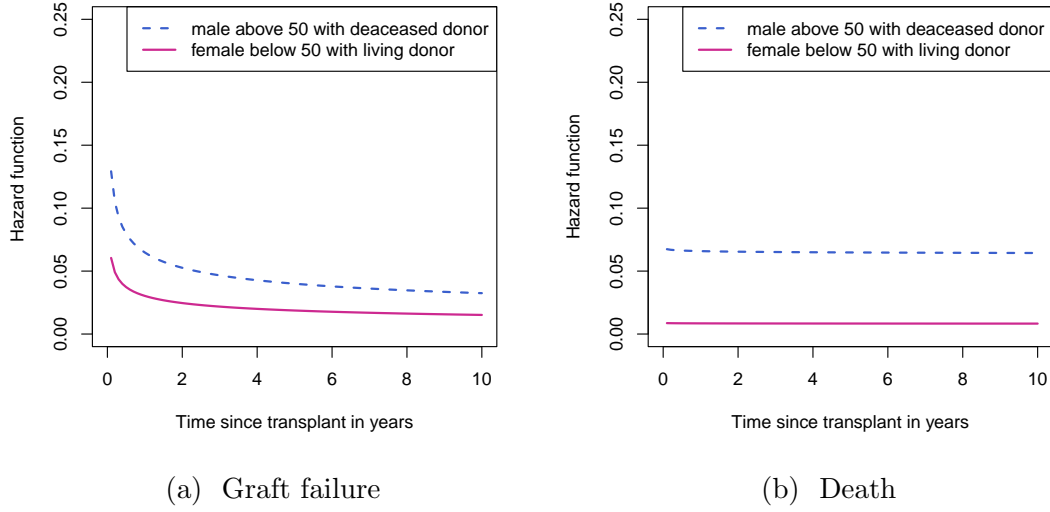 male above 50 with deaceased donor
female below 50 with living donor
Hazard function
0.25
0.20
0.15
0.10
0.05
0.00
0 2 4 6 8 10
Time since transplant in years
(a) Graft failure
male above 50 with deaceased donor
female below 50 with living donor
Hazard function
0.25
0.20
0.15
0.10
0.05
0.00
0 2 4 6 8 10
Time since transplant in years
(b) Death